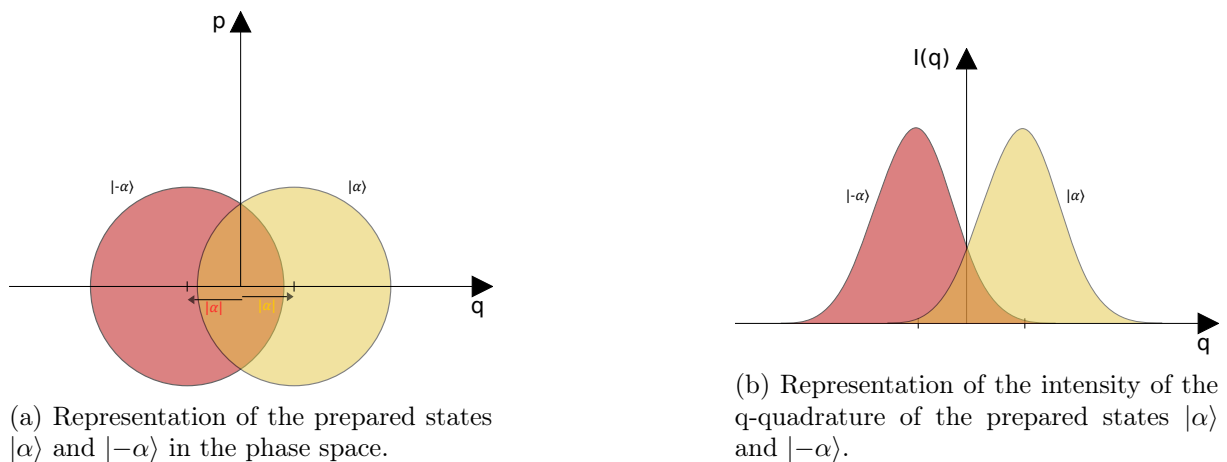 p
|-α⟩
|α⟩
|α|
|α|
q
(a) Representation of the prepared states
|α⟩ and |−α⟩ in the phase space.
I(q)
|-α⟩
|α⟩
q
(b) Representation of the intensity of the
q-quadrature of the prepared states |α⟩
and |−α⟩.